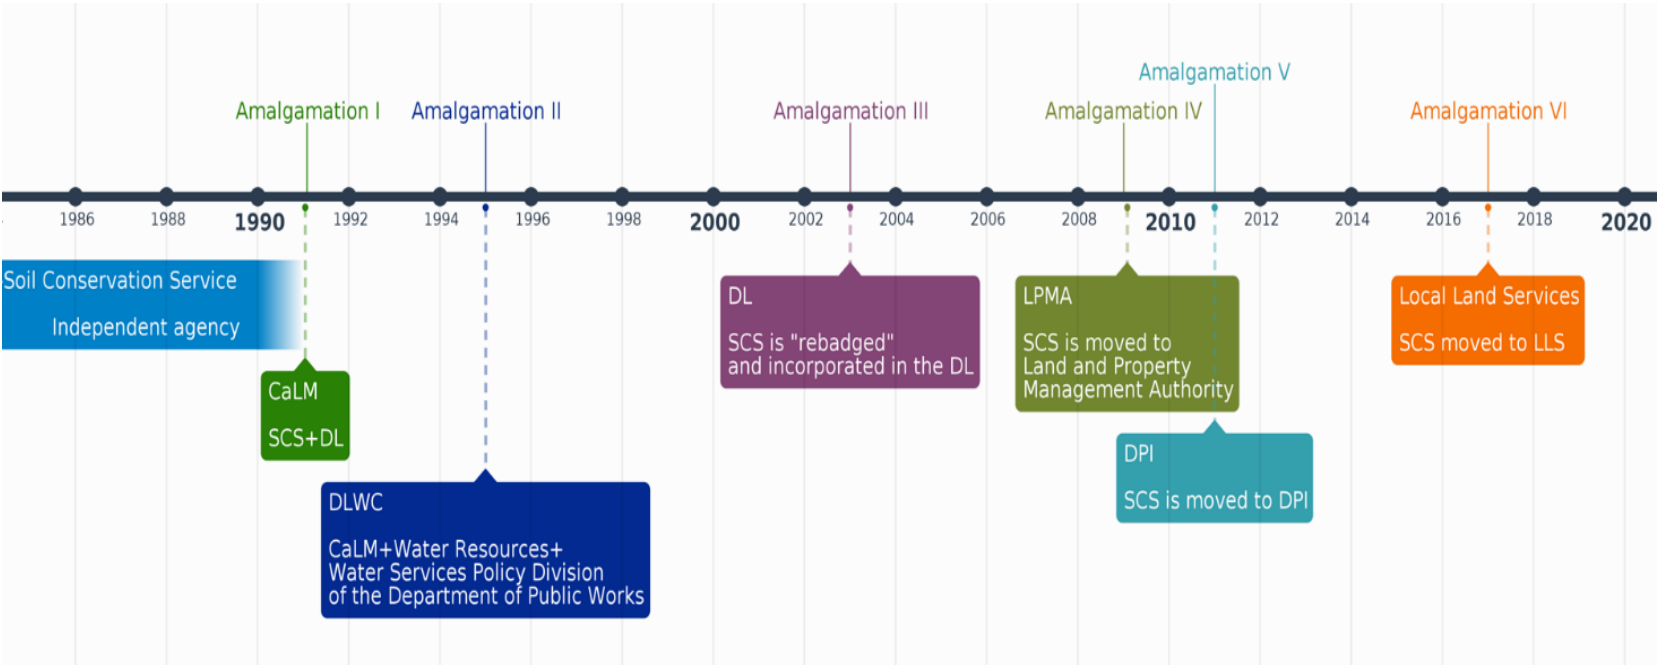 Amalgamation V
Amalgamation I
Amalgamation II
Amalgamation III
Amalgamation IV
Amalgamation VI
1986
1988
1990
1992
1994
1996
1998
2000
2002
2004
2006
2008
2010
2012
2014
2016
2018
2020
Soil Conservation Service
Independent agency
CaLM
SCS+DL
DLWC
CaLM+Water Resources+
Water Services Policy Division
of the Department of Public Works
DL
SCS is "rebadged"
and incorporated in the DL
LPMA
SCS is moved to
Land and Property
Management Authority
DPI
SCS is moved to DPI
Local Land Services
SCS moved to LLS